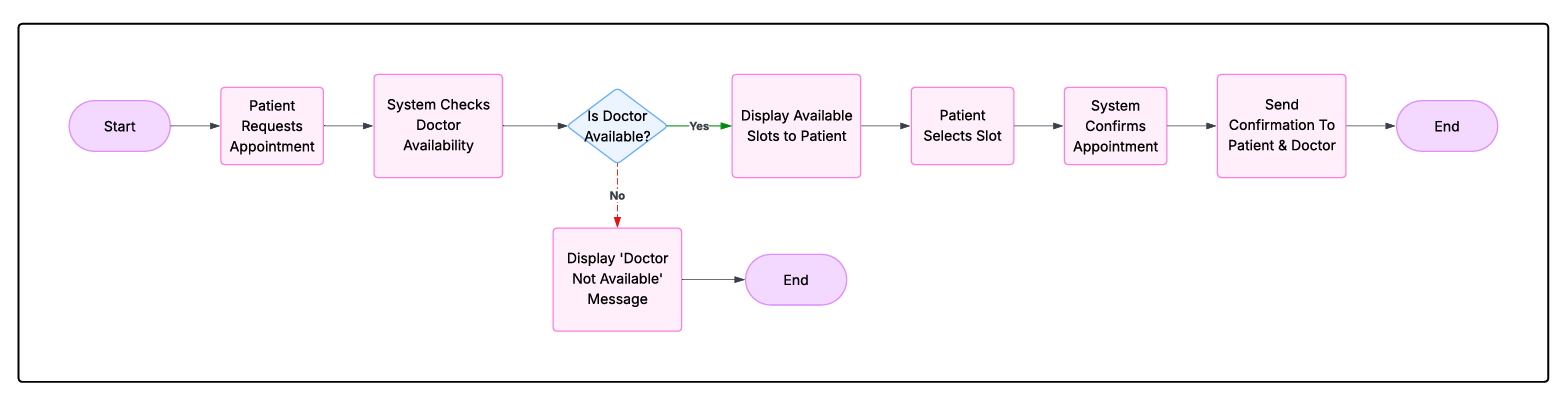 Start
Patient
Requests
Appointment
System Checks
Doctor
Availability
Is Doctor
Available?
Yes
Display Available
Slots to Patient
Patient
Selects Slot
System
Confirms
Appointment
Send
Confirmation To
Patient & Doctor
End
No
Display 'Doctor
Not Available'
Message
End